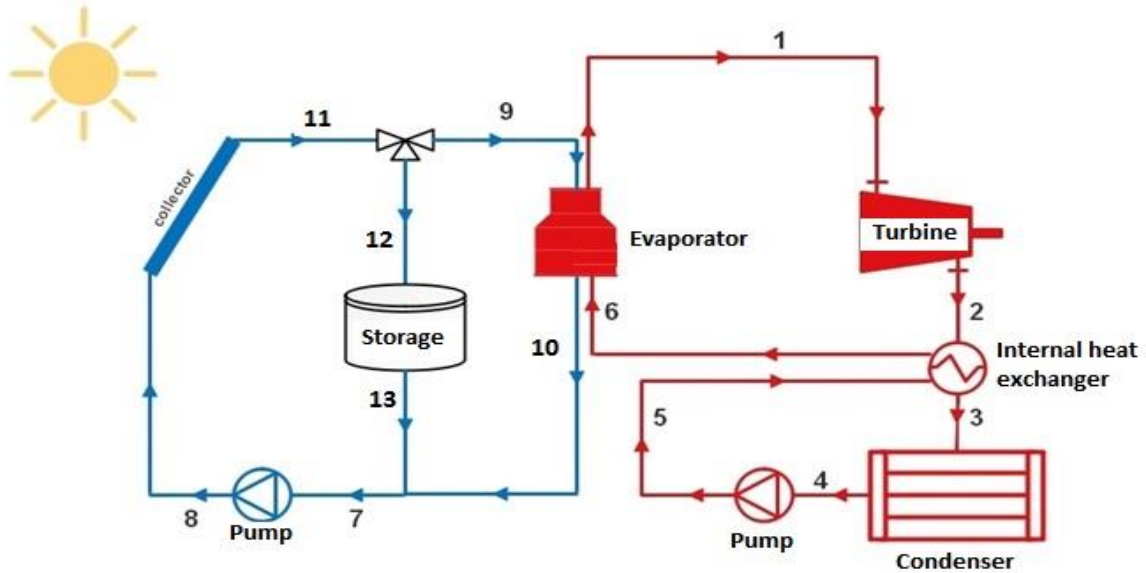 1
11
9
collector
12
Evaporator
Turbine
Storage
6
2
10
Internal heat
exchanger
13
5
3
8
Pump
7
4
Pump
Condenser